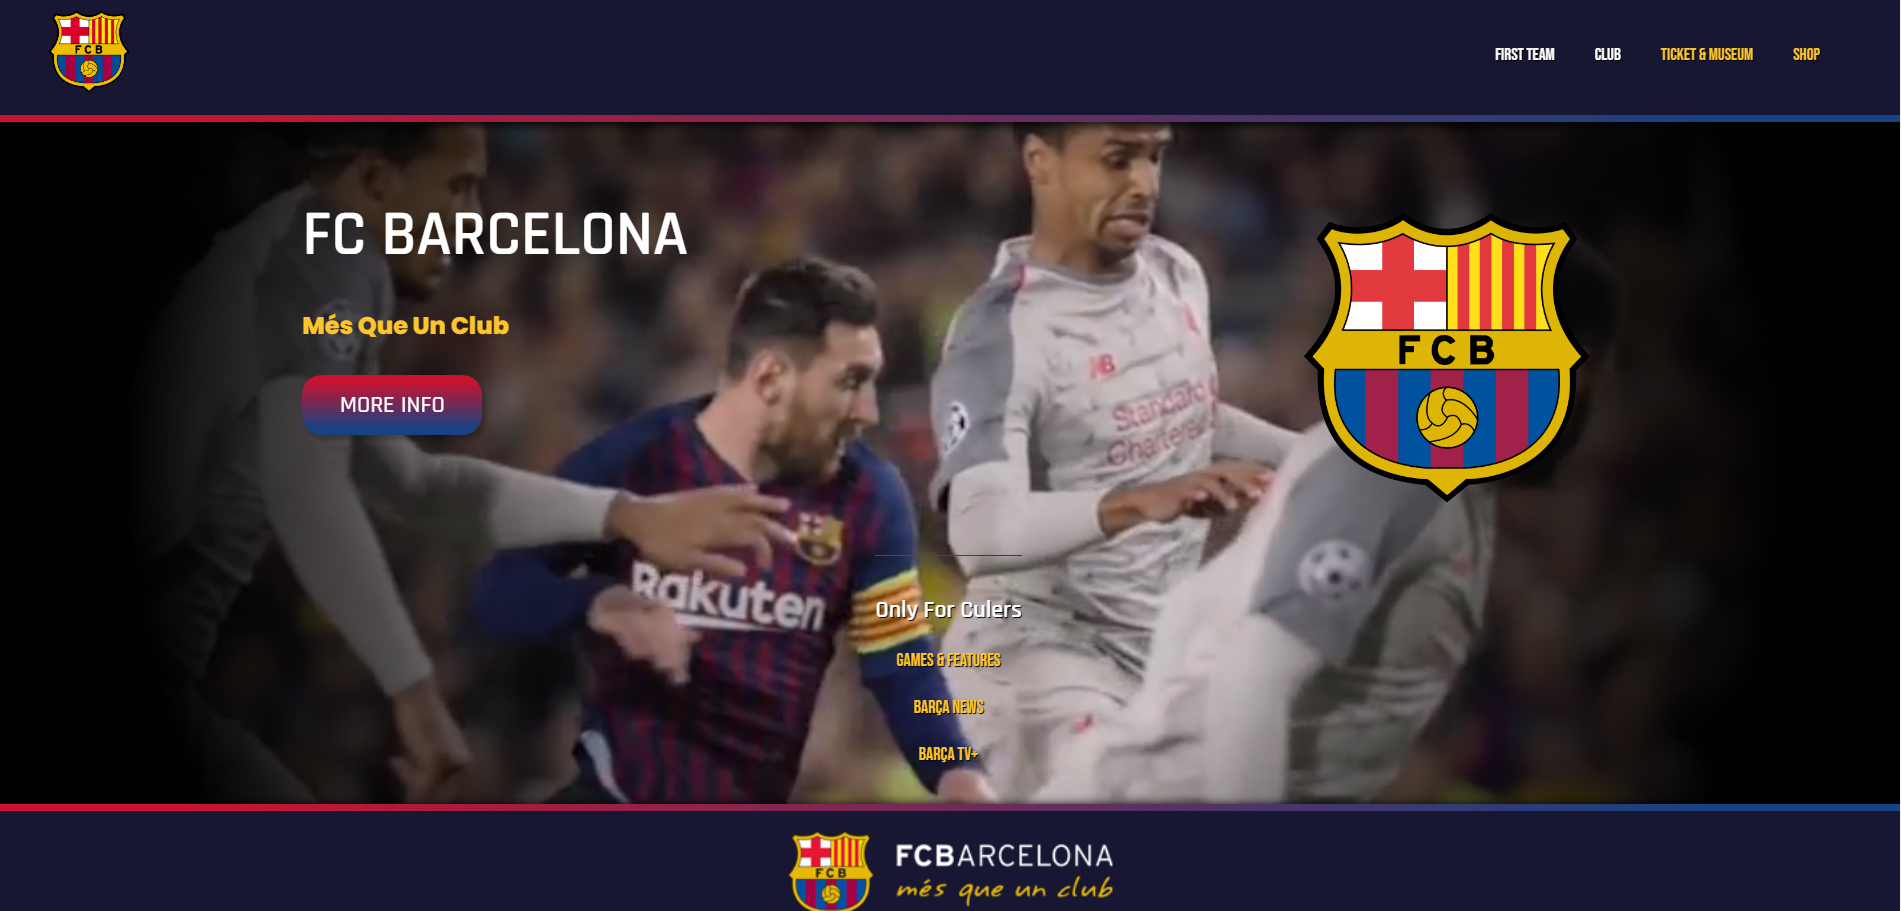 FCB
FIRST TEAM
CLUB
TICKET & MUSEUM
SHOP
FC BARCELONA
Més Que Un Club
MORE INFO
FCB
NB
Standard
Chartered
Rakuten
Only For Culers
GAMES & FEATURES
BARÇA NEWS
BARÇA TV+
FCB
FCBARCELONA
més que un club